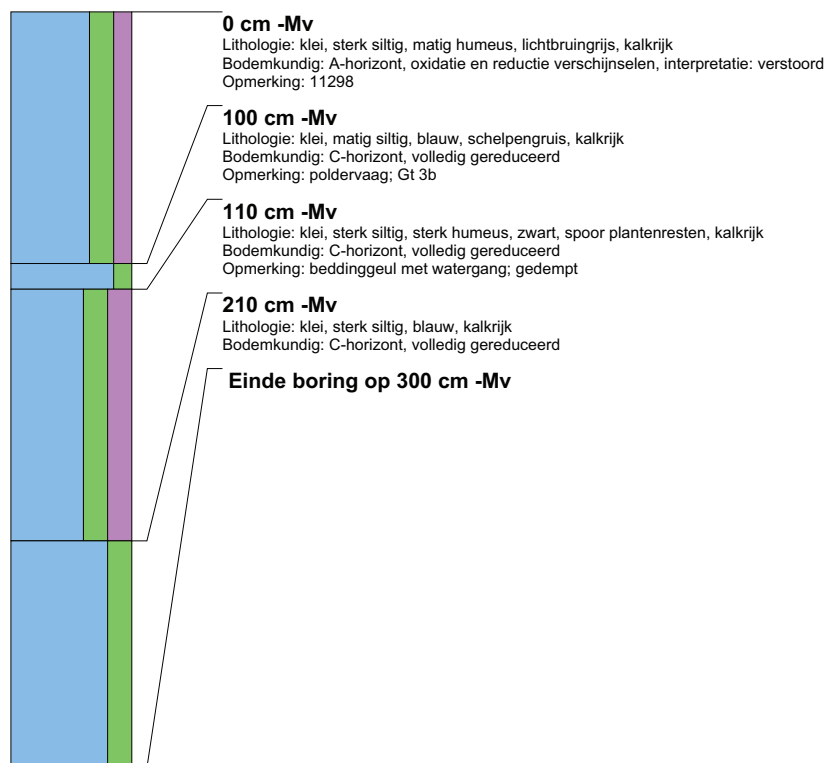 0 cm -Mv
Lithologie: klei, sterk siltig, matig humeus, lichtbruingrijs, kalkrijk
Bodemkundig: A-horizont, oxidatie en reductie verschijnselen, interpretatie: verstoord
Opmerking: 11298
100 cm -Mv
Lithologie: klei, matig siltig, blauw, schelpengruis, kalkrijk
Bodemkundig: C-horizont, volledig gereduceerd
Opmerking: poldervaag; Gt 3b
110 cm -Mv
Lithologie: klei, sterk siltig, sterk humeus, zwart, spoor plantenresten, kalkrijk
Bodemkundig: C-horizont, volledig gereduceerd
Opmerking: beddinggeul met watergang; gedempt
210 cm -Mv
Lithologie: klei, sterk siltig, blauw, kalkrijk
Bodemkundig: C-horizont, volledig gereduceerd
Einde boring op 300 cm -Mv